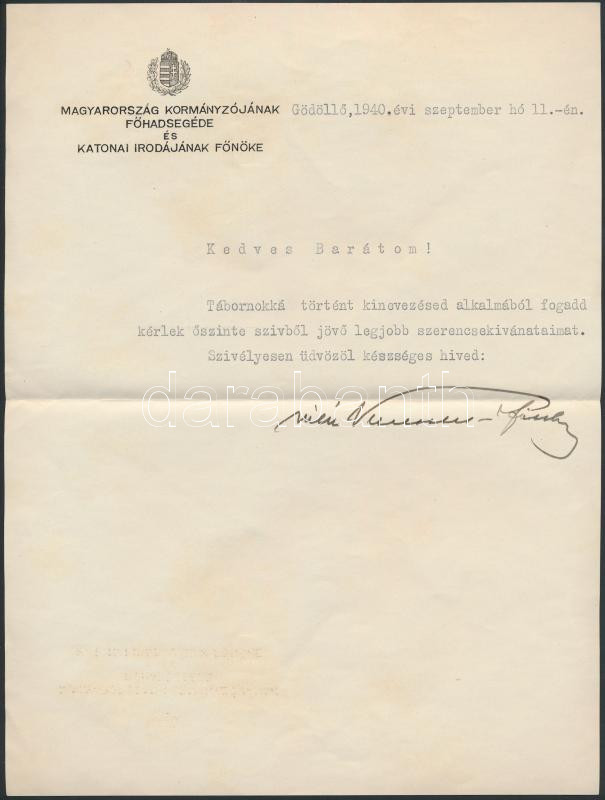 MAGYARORSZÁG KORMÁNYZÓJÁNAK
FŐHADSEGÉDE
ÉS
KATONAI IRODÁJÁNAK FŐNÖKE
Gödöllő,1940.évi szeptember hó 11.-én.
Kedves Barátom!
Tábornokká történt kinevezésed alkalmából fogadd
kérlek őszinte szivből jövő legjobb szerencsekivánataimat.
Szivélyesen üdvözöl készséges hived:
darabanth